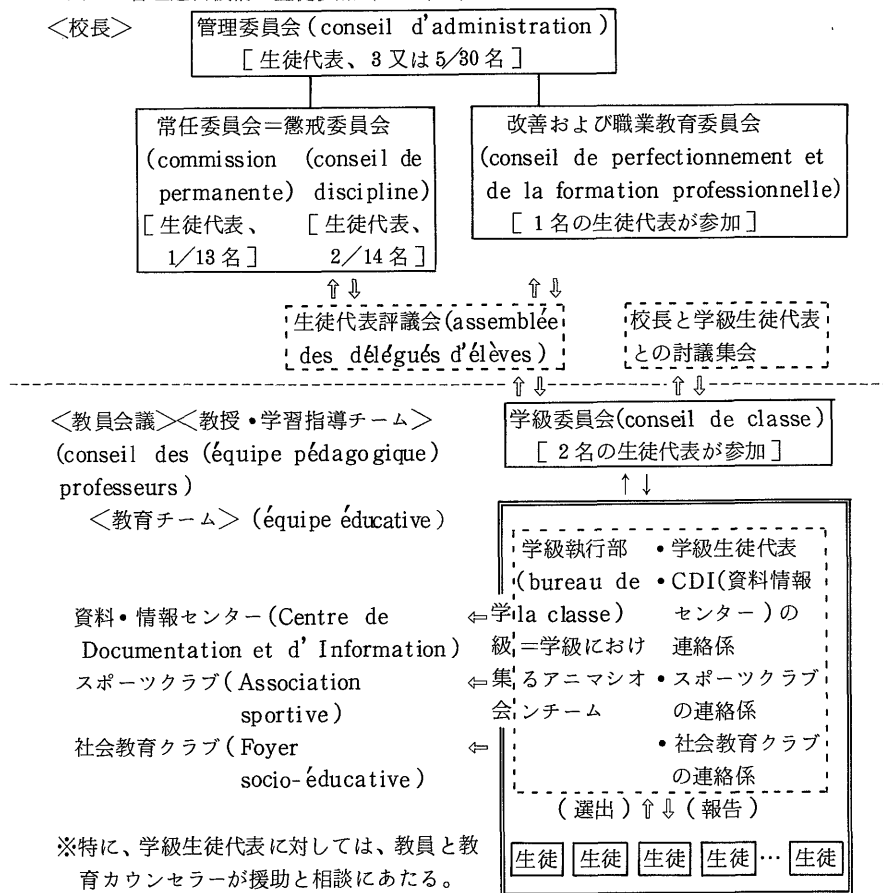 <校長>
管理委員会(conseil d'administration)
[生徒代表、3又は5/30名]
常任委員会=懲戒委員会
(commission (conseil de
permanente) discipline)
[生徒代表、 [生徒代表、
1/13名] 2/14名]
改善および職業教育委員会
(conseil de perfectionnement et
de la formation professionnelle)
[1名の生徒代表が参加]
⇧⇩ ⇧⇩
生徒代表評議会(assemblée
des délégués d'élèves)
校長と学級生徒代表
との討議集会
⇧⇩ ⇧⇩
<教員会議><教授・学習指導チーム>
(conseil des (équipe pédagogique)
professeurs)
<教育チーム>(équipe éducative)
学級委員会(conseil de classe)
[2名の生徒代表が参加]
↑↓
資料・情報センター(Centre de
Documentation et d'Information)
スポーツクラブ(Association
sportive)
社会教育クラブ(Foyer
socio-éducative)
⇦
⇦
⇦
学級集会
学級執行部
(bureau de
la classe)
=学級におけ
るアニマシオ
ンチーム
・学級生徒代表
・CDI(資料情報
センター)の
連絡係
・スポーツクラブ
の連絡係
・社会教育クラブ
の連絡係
(選出)⇧⇩(報告)
生徒 生徒 生徒 生徒…生徒
※特に、学級生徒代表に対しては、教員と教
育カウンセラーが援助と相談にあたる。